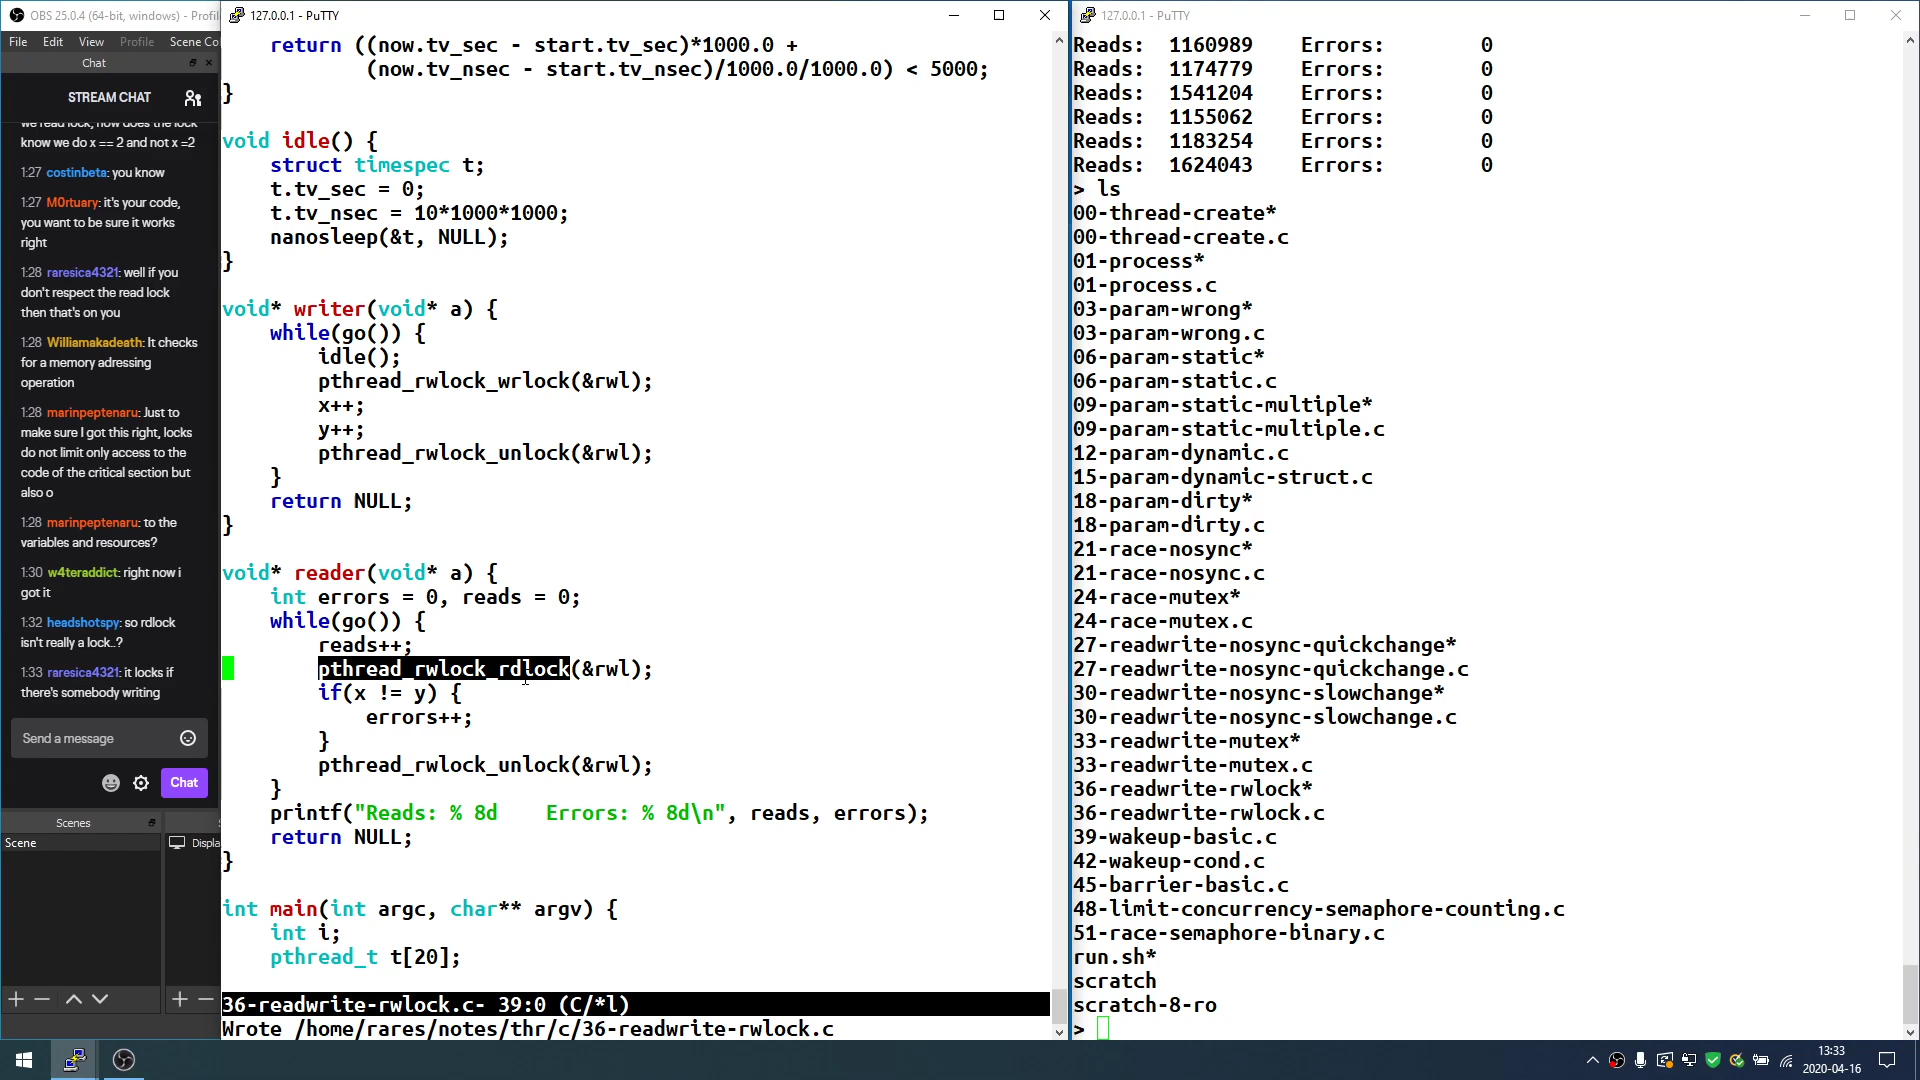 OBS 25.0.4 (64-bit, windows) - Profil
File Edit View Profile Scene Co
Chat
STREAM CHAT
we read lock, how does the lock
know we do x == 2 and not x =2
1:27 costinbeta: you know
1:27 M0rtuary: it's your code,
you want to be sure it works
right
1:28 raresica4321: well if you
don't respect the read lock
then that's on you
1:28 Williamakadeath: It checks
for a memory adressing
operation
1:28 marinpeptenaru: Just to
make sure I got this right, locks
do not limit only access to the
code of the critical section but
also o
1:28 marinpeptenaru: to the
variables and resources?
1:30 w4teraddict: right now i
got it
1:32 headshotspy: so rdlock
isn't really a lock..?
1:33 raresica4321: it locks if
there's somebody writing
Send a message
Chat
Scenes
Scene
Displa
127.0.0.1 - PuTTY
return ((now.tv_sec - start.tv_sec)*1000.0 +
(now.tv_nsec - start.tv_nsec)/1000.0/1000.0) < 5000;
}
void idle() {
struct timespec t;
t.tv_sec = 0;
t.tv_nsec = 10*1000*1000;
nanosleep(&t, NULL);
}
void* writer(void* a) {
while(go()) {
idle();
pthread_rwlock_wrlock(&rwl);
x++;
y++;
pthread_rwlock_unlock(&rwl);
}
return NULL;
}
void* reader(void* a) {
int errors = 0, reads = 0;
while(go()) {
reads++;
pthread_rwlock_rdlock(&rwl);
if(x != y) {
errors++;
}
pthread_rwlock_unlock(&rwl);
}
printf("Reads: % 8d    Errors: % 8d\n", reads, errors);
return NULL;
}
int main(int argc, char** argv) {
int i;
pthread_t t[20];
36-readwrite-rwlock.c- 39:0 (C/*l)
Wrote /home/rares/notes/thr/c/36-readwrite-rwlock.c
127.0.0.1 - PuTTY
Reads:  1160989    Errors:        0
Reads:  1174779    Errors:        0
Reads:  1541204    Errors:        0
Reads:  1155062    Errors:        0
Reads:  1183254    Errors:        0
Reads:  1624043    Errors:        0
> ls
00-thread-create*
00-thread-create.c
01-process*
01-process.c
03-param-wrong*
03-param-wrong.c
06-param-static*
06-param-static.c
09-param-static-multiple*
09-param-static-multiple.c
12-param-dynamic.c
15-param-dynamic-struct.c
18-param-dirty*
18-param-dirty.c
21-race-nosync*
21-race-nosync.c
24-race-mutex*
24-race-mutex.c
27-readwrite-nosync-quickchange*
27-readwrite-nosync-quickchange.c
30-readwrite-nosync-slowchange*
30-readwrite-nosync-slowchange.c
33-readwrite-mutex*
33-readwrite-mutex.c
36-readwrite-rwlock*
36-readwrite-rwlock.c
39-wakeup-basic.c
42-wakeup-cond.c
45-barrier-basic.c
48-limit-concurrency-semaphore-counting.c
51-race-semaphore-binary.c
run.sh*
scratch
scratch-8-ro
>
13:33
2020-04-16